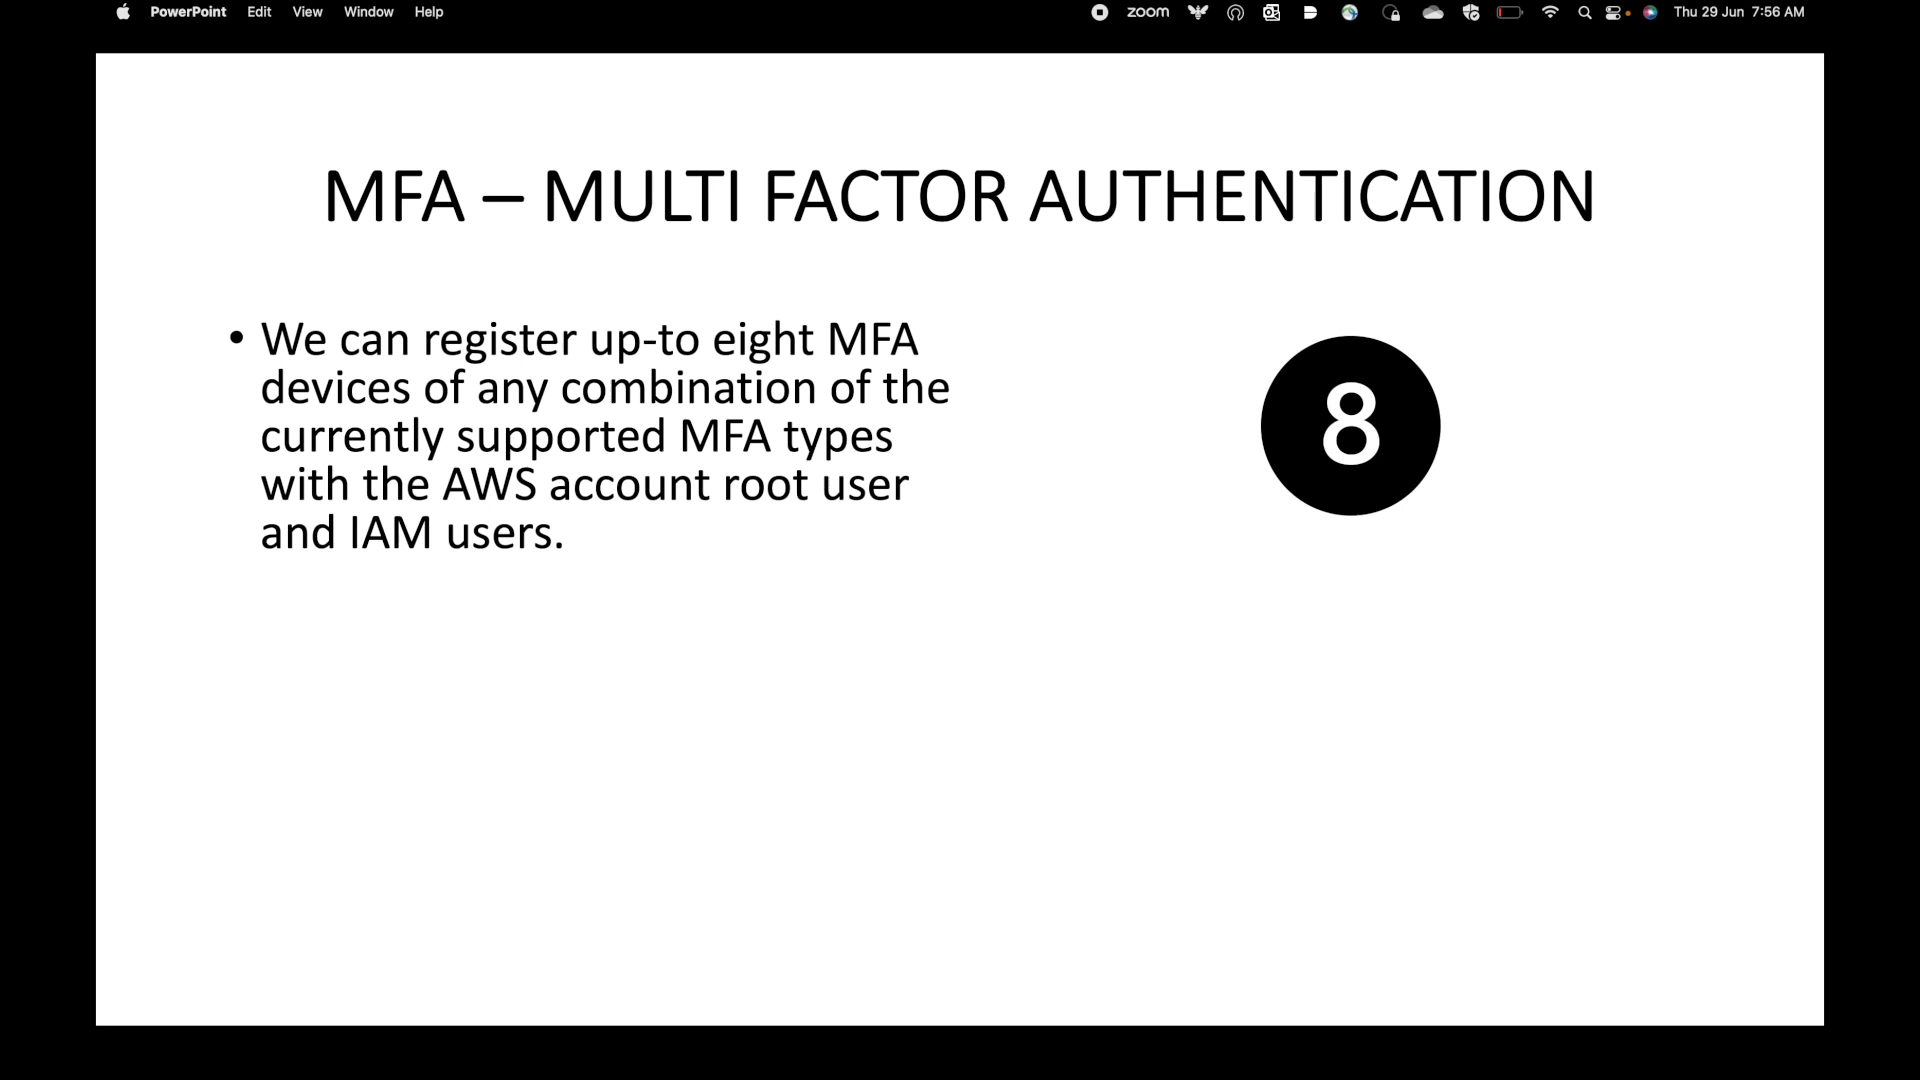 PowerPoint Edit View Window Help zoom Thu 29 Jun 7:56 AM
MFA – MULTI FACTOR AUTHENTICATION
• We can register up-to eight MFA
devices of any combination of the
currently supported MFA types
with the AWS account root user
and IAM users.
8